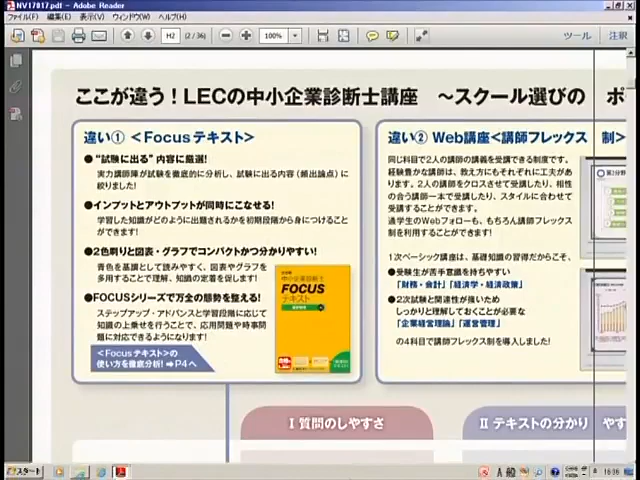 NV17017.pdf - Adobe Reader
ファイル(F) 編集(E) 表示(V) ウィンドウ(W) ヘルプ(H)
H2 (2 / 36) 100% ツール 注釈
ここが違う！LECの中小企業診断士講座 ～スクール選びの ポ
違い① ＜Focusテキスト＞
●“試験に出る”内容に厳選！
実力講師陣が試験を徹底的に分析し、試験に出る内容（頻出論点）に
絞りました！
●インプットとアウトプットが同時にこなせる！
学習した知識がどのように出題されるかを初期段階から身につけること
ができます！
●2色刷りと図表・グラフでコンパクトかつ分かりやすい！
青色を基調として読みやすく、図表やグラフを
多用することで理解、知識の定着を促します！
●FOCUSシリーズで万全の態勢を整える！
ステップアップ・アドバンスと学習段階に応じて
知識の上乗せを行うことで、応用問題や時事問
題に対応できるようになります！
＜Focusテキスト＞の
使い方を徹底分析！⇒P4へ
中小企業診断士
FOCUS
テキスト
違い② Web講座＜講師フレックス 制＞
同じ科目で2人の講師の講義を受講できる制度です。
経験豊かな講師は、教え方にもそれぞれに工夫があ
ります。2人の講師をクロスさせて受講したり、相性
の合う講師一本で受講したり、スタイルに合わせて
受講することができます。
通学生のWebフォローも、もちろん講師フレックス
制を利用することができます！
1次ベーシック講座は、基礎知識の習得だからこそ、
●受験生が苦手意識を持ちやすい
「財務・会計」「経済学・経済政策」
●2次試験と関連性が強いため
しっかりと理解しておくことが必要な
「企業経営理論」「運営管理」
の4科目で講師フレックス制を導入しました！
第2分野
Ⅰ 質問のしやすさ
Ⅱ テキストの分かり やす
スタート
A 般
16:36